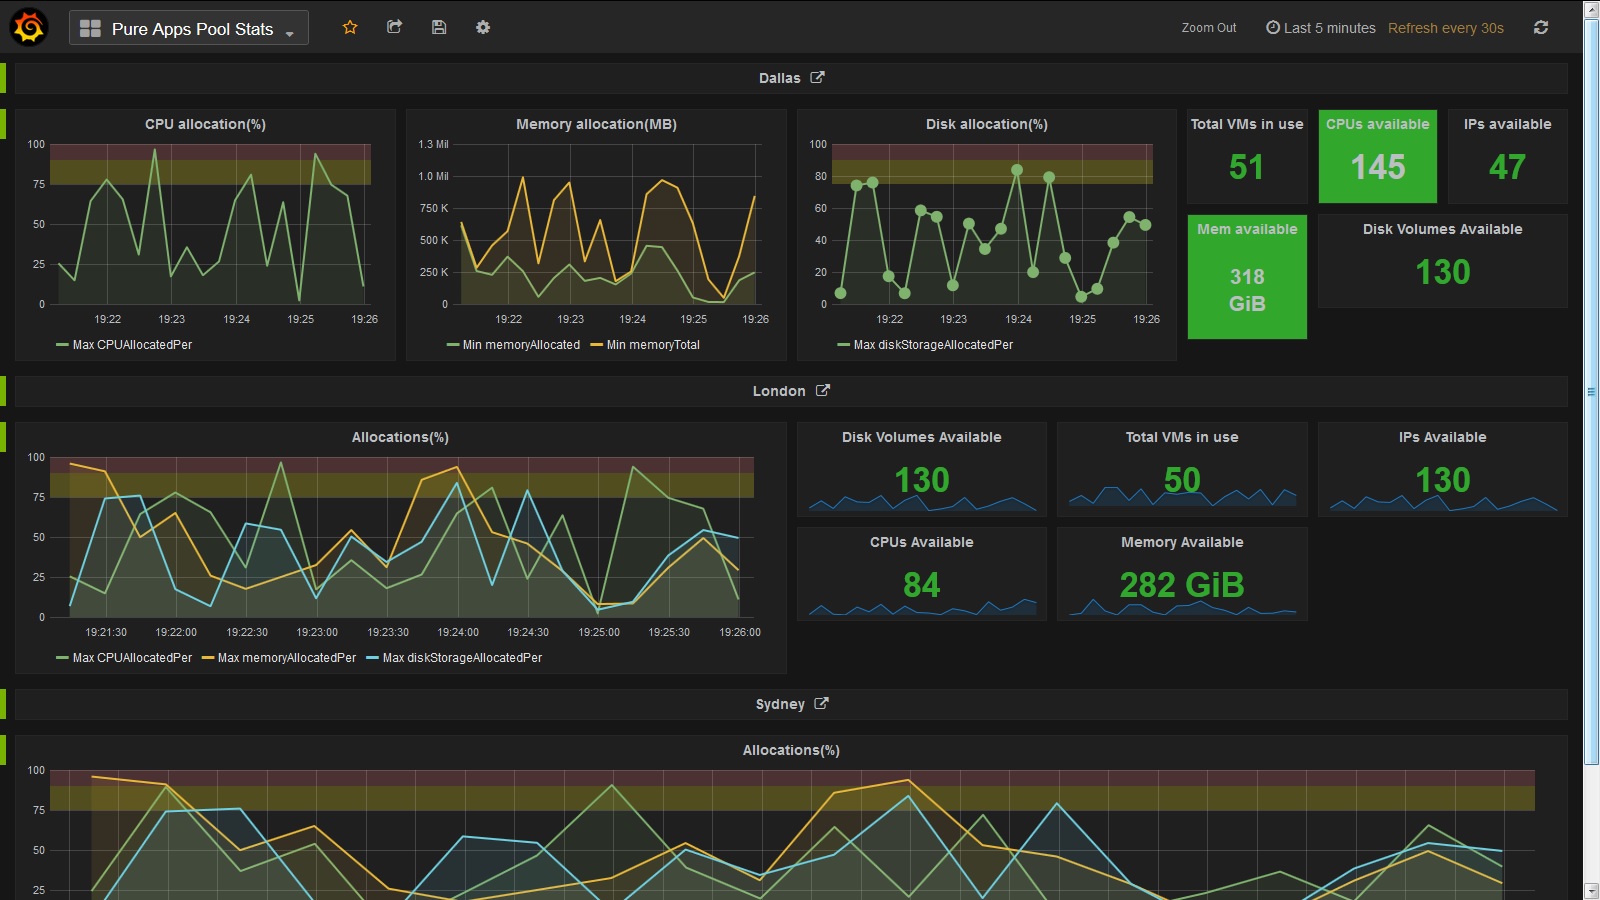 Pure Apps Pool Stats
Zoom Out
Last 5 minutes
Refresh every 30s
Dallas
CPU allocation(%)
100
75
50
25
0
19:22
19:23
19:24
19:25
19:26
Max CPUAllocatedPer
Memory allocation(MB)
1.3 Mil
1.0 Mil
750 K
500 K
250 K
0
19:22
19:23
19:24
19:25
19:26
Min memoryAllocated
Min memoryTotal
Disk allocation(%)
100
80
60
40
20
0
19:22
19:23
19:24
19:25
19:26
Max diskStorageAllocatedPer
Total VMs in use
51
CPUs available
145
IPs available
47
Mem available
318
GiB
Disk Volumes Available
130
London
Allocations(%)
100
75
50
25
0
19:21:30
19:22:00
19:22:30
19:23:00
19:23:30
19:24:00
19:24:30
19:25:00
19:25:30
19:26:00
Max CPUAllocatedPer
Max memoryAllocatedPer
Max diskStorageAllocatedPer
Disk Volumes Available
130
Total VMs in use
50
IPs Available
130
CPUs Available
84
Memory Available
282 GiB
Sydney
Allocations(%)
100
75
50
25